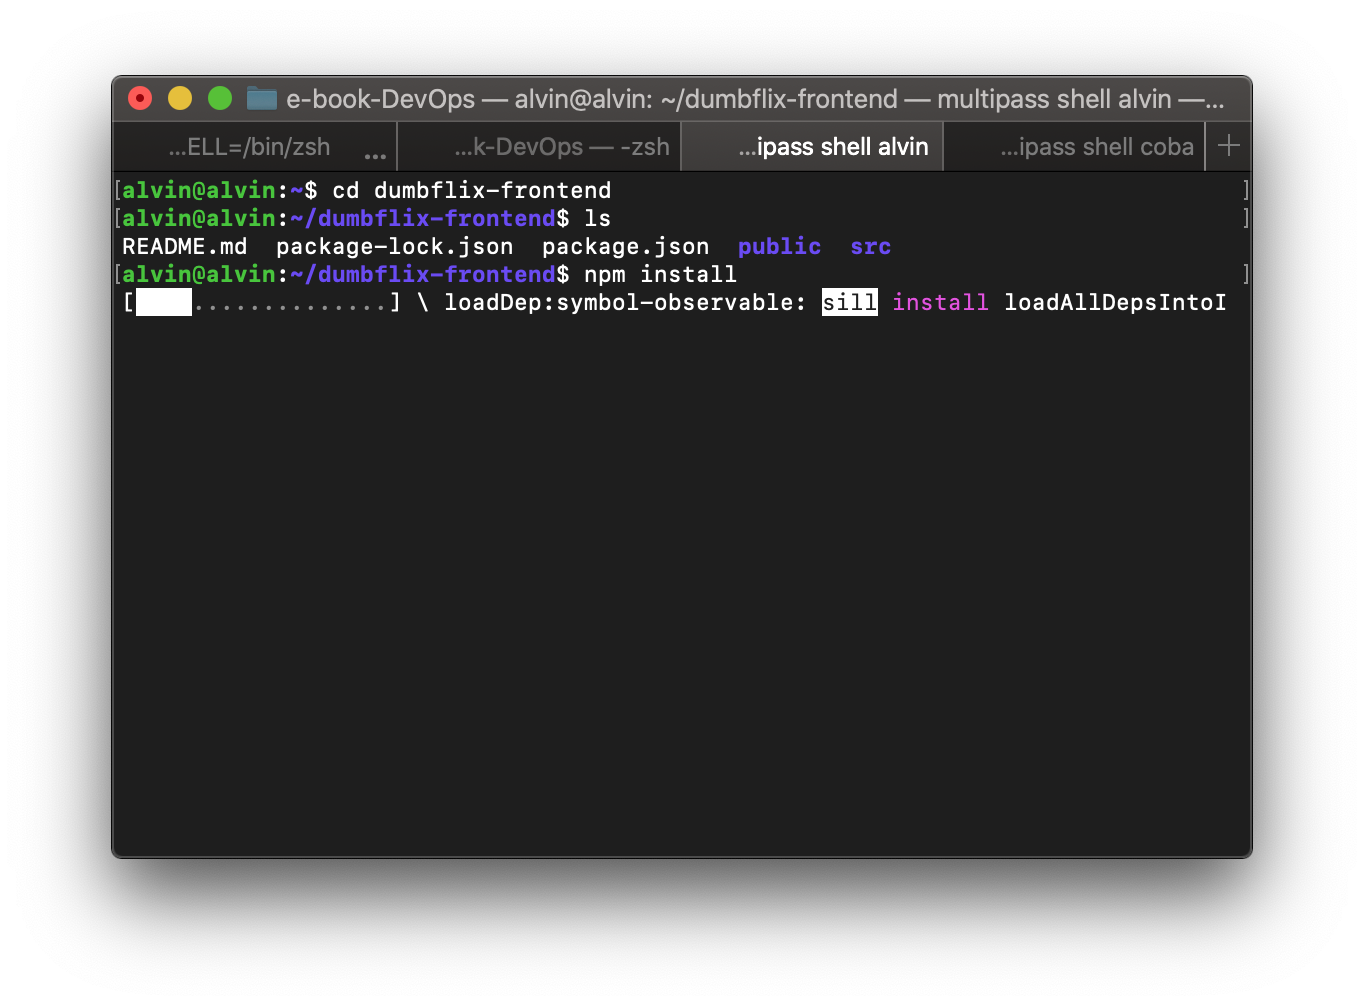 e-book-DevOps — alvin@alvin: ~/dumbflix-frontend — multipass shell alvin —...
...ELL=/bin/zsh ...
...k-DevOps — -zsh
...ipass shell alvin
...ipass shell coba
+
[alvin@alvin:~$ cd dumbflix-frontend ]
[alvin@alvin:~/dumbflix-frontend$ ls ]
README.md package-lock.json package.json public src
[alvin@alvin:~/dumbflix-frontend$ npm install ]
[    ..............] \ loadDep:symbol-observable: sill install loadAllDepsIntoI